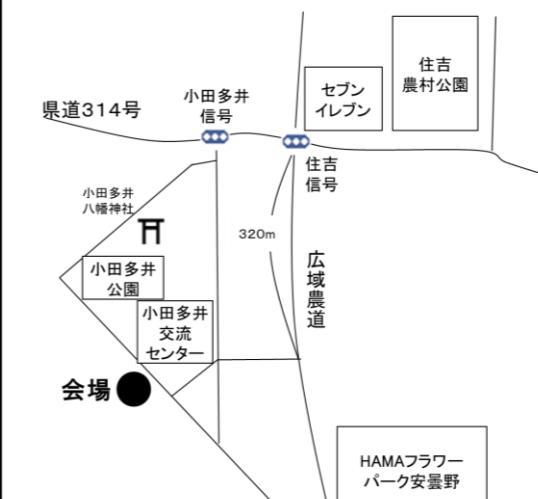 住吉
農村公園
セブン
イレブン
小田多井
信号
県道314号
住吉
信号
小田多井
八幡神社
320m
広域農道
小田多井
公園
小田多井
交流
センター
会場
HAMAフラワー
パーク安曇野